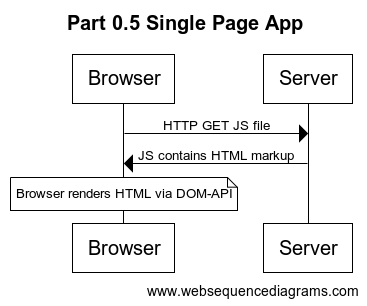 Part 0.5 Single Page App
Browser Server
HTTP GET JS file
JS contains HTML markup
Browser renders HTML via DOM-API
Browser Server
www.websequencediagrams.com